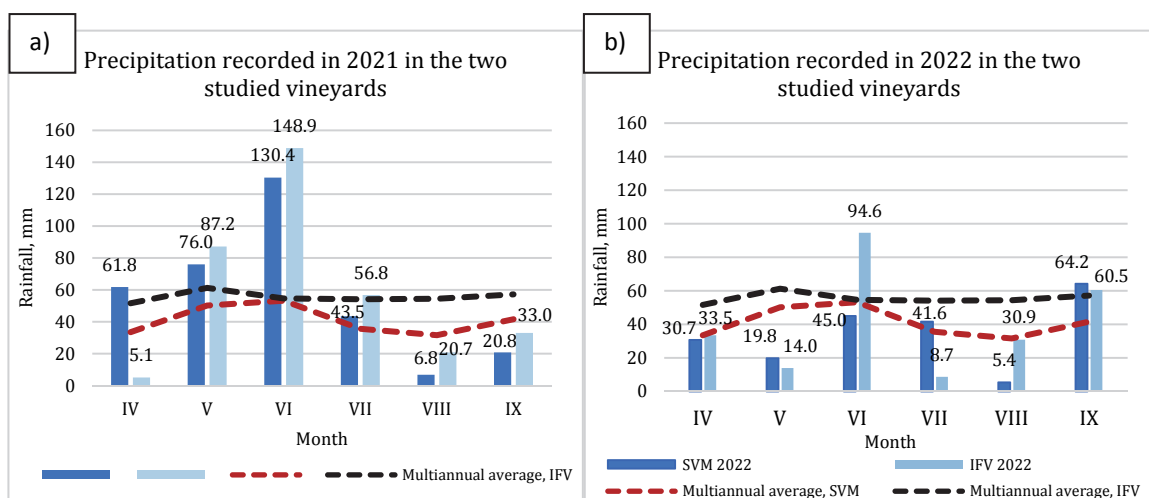 a)
Precipitation recorded in 2021 in the two
studied vineyards
Rainfall, mm
160
140
120
100
80
60
40
20
0
61.8
76.0
130.4
43.5
6.8
20.8
5.1
87.2
148.9
56.8
20.7
33.0
IV V VI VII VIII IX
Month
Multiannual average, IFV
b)
Precipitation recorded in 2022 in the two
studied vineyards
Rainfall, mm
160
140
120
100
80
60
40
20
0
30.7
19.8
45.0
41.6
5.4
64.2
33.5
14.0
94.6
8.7
30.9
60.5
IV V VI VII VIII IX
Month
SVM 2022 IFV 2022
Multiannual average, SVM Multiannual average, IFV